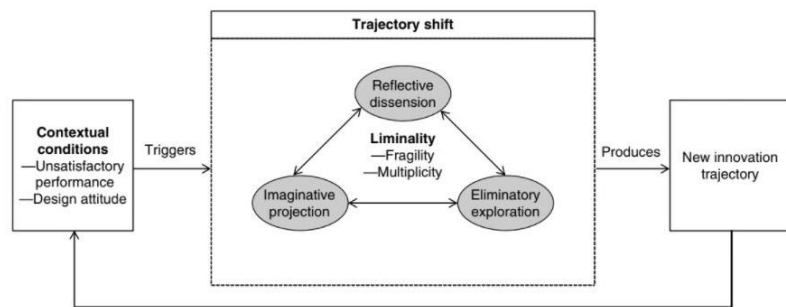 Trajectory shift
Reflective
dissension
Contextual
conditions
—Unsatisfactory
performance
—Design attitude
Triggers
Liminality
—Fragility
—Multiplicity
Imaginative
projection
Eliminatory
exploration
Produces
New innovation
trajectory